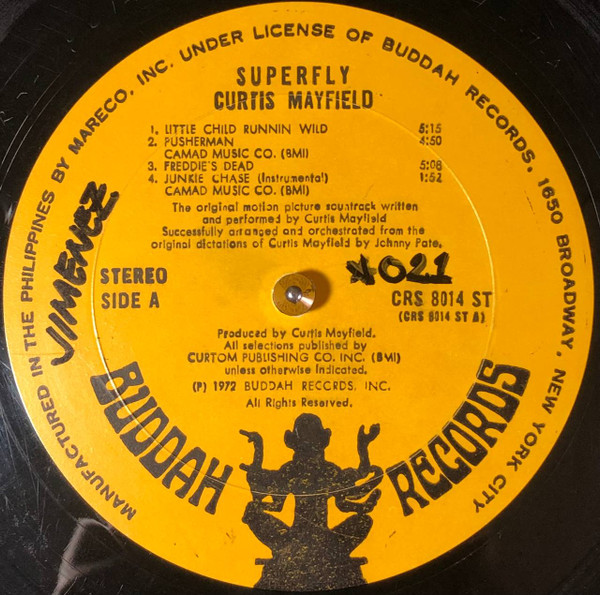 MANUFACTURED IN THE PHILIPPINES BY MARECO, INC. UNDER LICENSE OF BUDDAH RECORDS, 1650 BROADWAY, NEW YORK CITY
SUPERFLY
CURTIS MAYFIELD
1. LITTLE CHILD RUNNIN WILD 5:15
2. PUSHERMAN 4:50
CAMAD MUSIC CO. (BMI)
3. FREDDIE'S DEAD 5:08
4. JUNKIE CHASE (Instrumental) 1:52
CAMAD MUSIC CO. (BMI)
The original motion picture sountrack written
and performed by Curtis Mayfield
Successfully arranged and orchestrated from the
original dictations of Curtis Mayfield by Johnny Pate.
JIMENEZ
021
STEREO
SIDE A
CRS 8014 ST
(CRS 8014 ST A)
Produced by Curtis Mayfield.
All selections published by
CURTOM PUBLISHING CO. INC. (BMI)
unless otherwise indicated.
(P) 1972 BUDDAH RECORDS, INC.
All Rights Reserved.
BUDDAH RECORDS